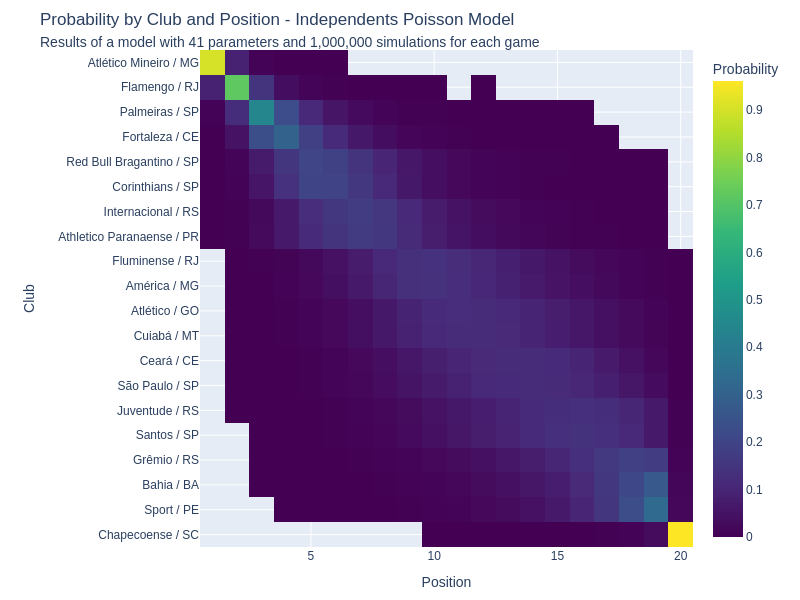 Probability by Club and Position - Independents Poisson Model
Results of a model with 41 parameters and 1,000,000 simulations for each game
Atlético Mineiro / MG
Flamengo / RJ
Palmeiras / SP
Fortaleza / CE
Red Bull Bragantino / SP
Corinthians / SP
Internacional / RS
Athletico Paranaense / PR
Fluminense / RJ
América / MG
Atlético / GO
Cuiabá / MT
Ceará / CE
São Paulo / SP
Juventude / RS
Santos / SP
Grêmio / RS
Bahia / BA
Sport / PE
Chapecoense / SC
Club
5
10
15
20
Position
Probability
0.9
0.8
0.7
0.6
0.5
0.4
0.3
0.2
0.1
0